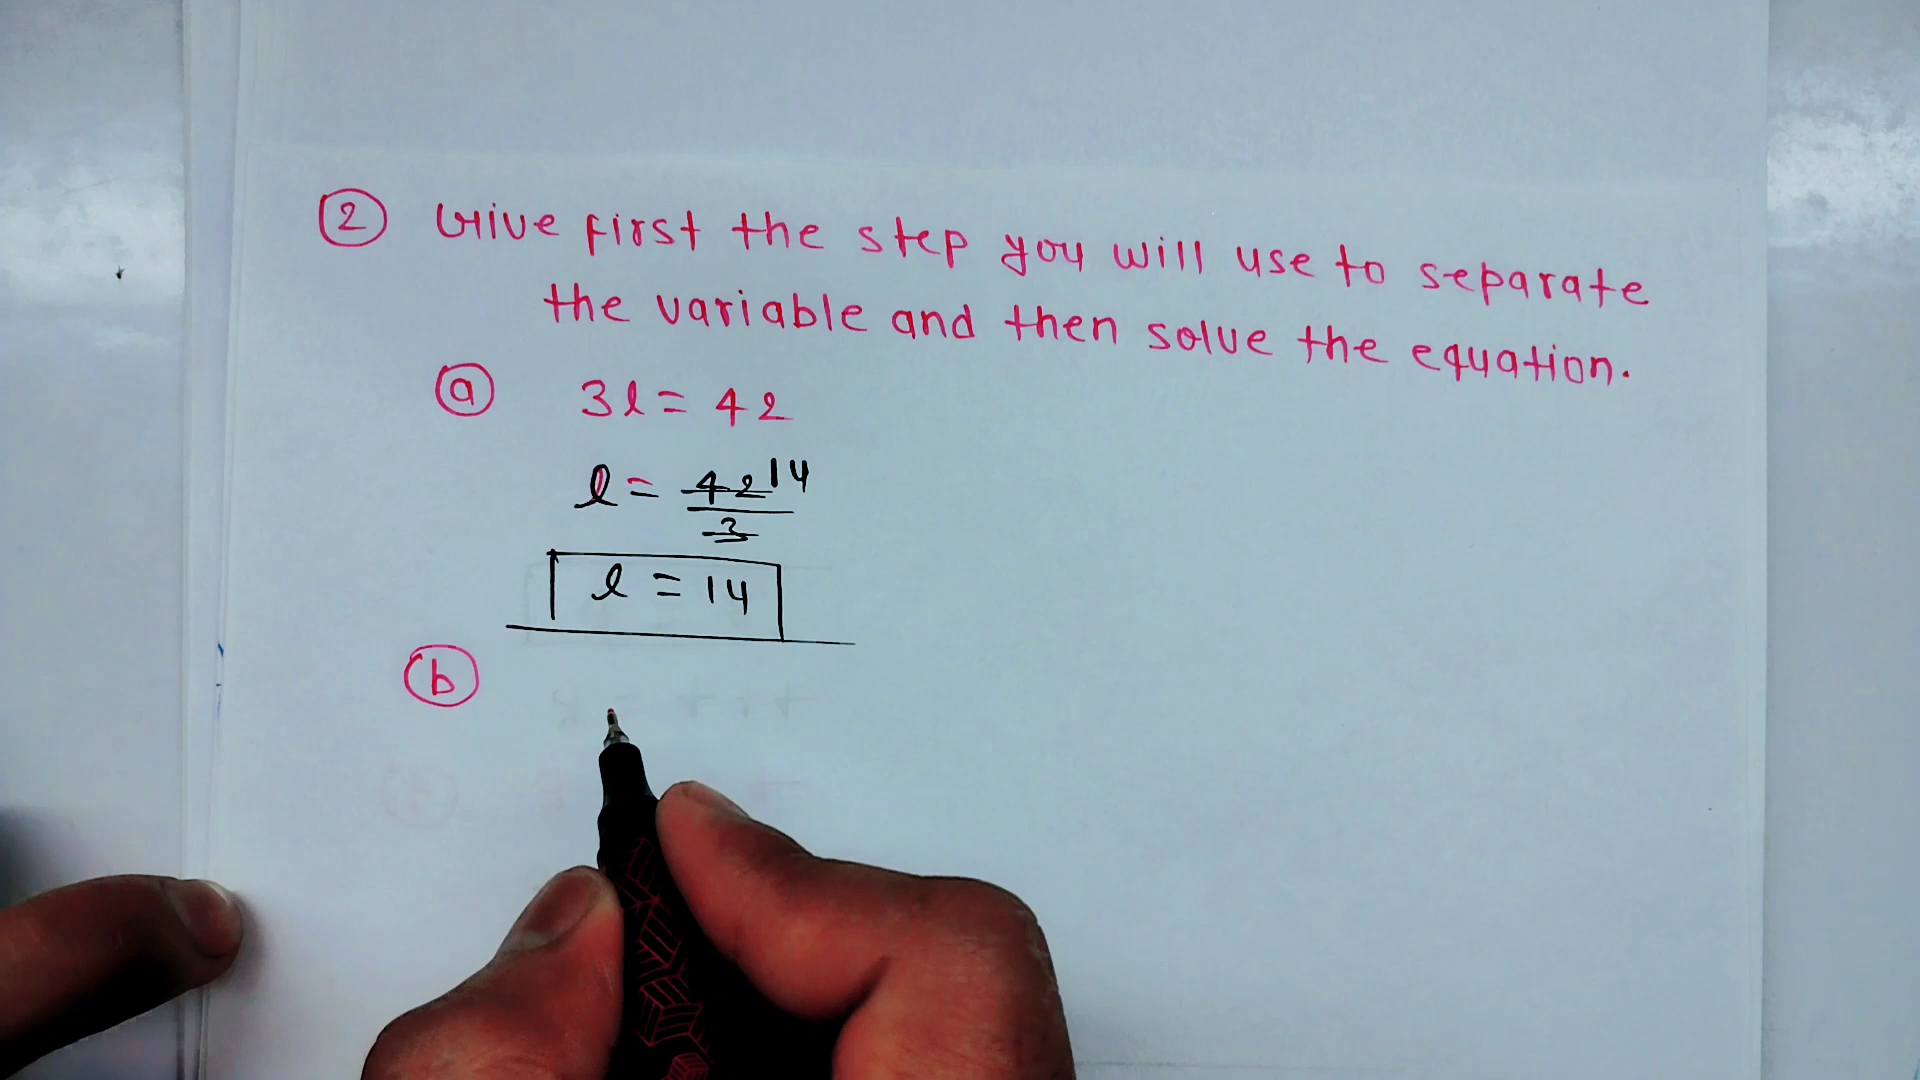 ② Give first the step you will use to separate
the variable and then solve the equation.
ⓐ 3l = 42
l = 42/3 14
l = 14
ⓑ